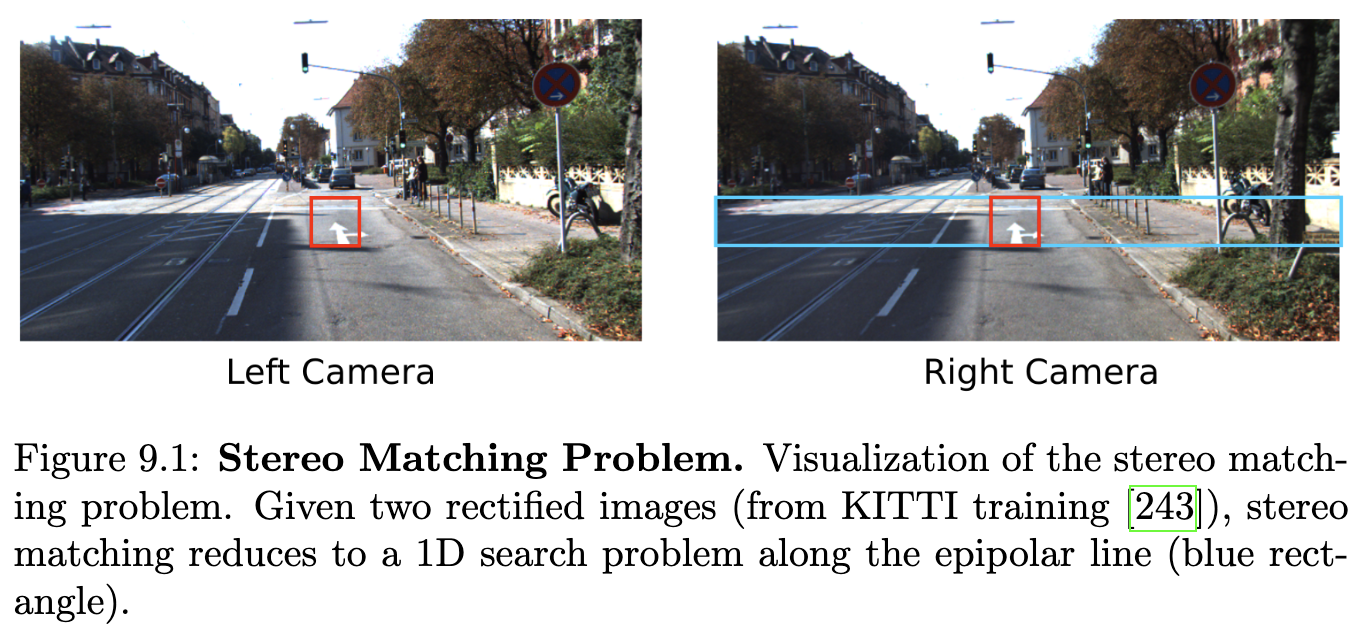 Left Camera
Right Camera
Figure 9.1: Stereo Matching Problem. Visualization of the stereo match-
ing problem. Given two rectified images (from KITTI training [243]), stereo
matching reduces to a 1D search problem along the epipolar line (blue rect-
angle).